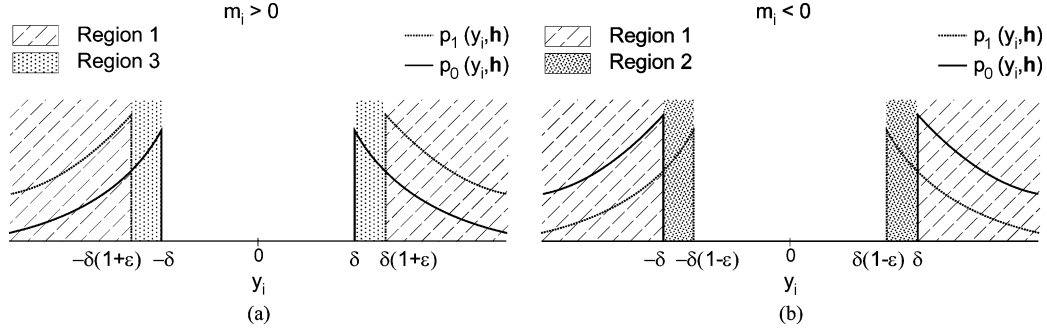 mᵢ > 0
Region 1
Region 3
p₁ (yᵢ,h)
p₀ (yᵢ,h)
−δ(1+ε) −δ 0 δ δ(1+ε)
yᵢ
(a)
mᵢ < 0
Region 1
Region 2
p₁ (yᵢ,h)
p₀ (yᵢ,h)
−δ −δ(1-ε) 0 δ(1-ε) δ
yᵢ
(b)